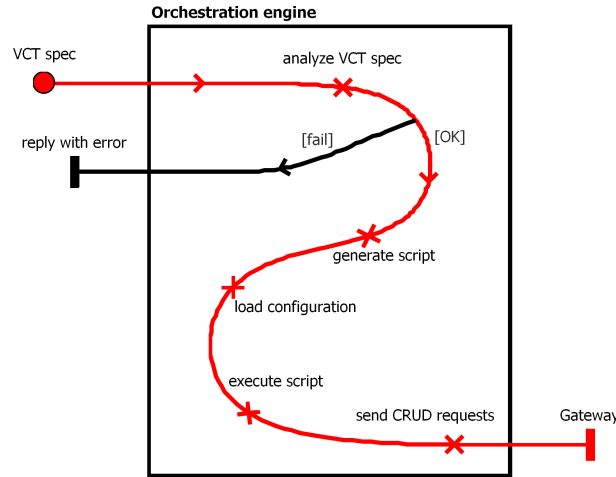 Orchestration engine
VCT spec
analyze VCT spec
reply with error
[fail]
[OK]
generate script
load configuration
execute script
send CRUD requests
Gateway